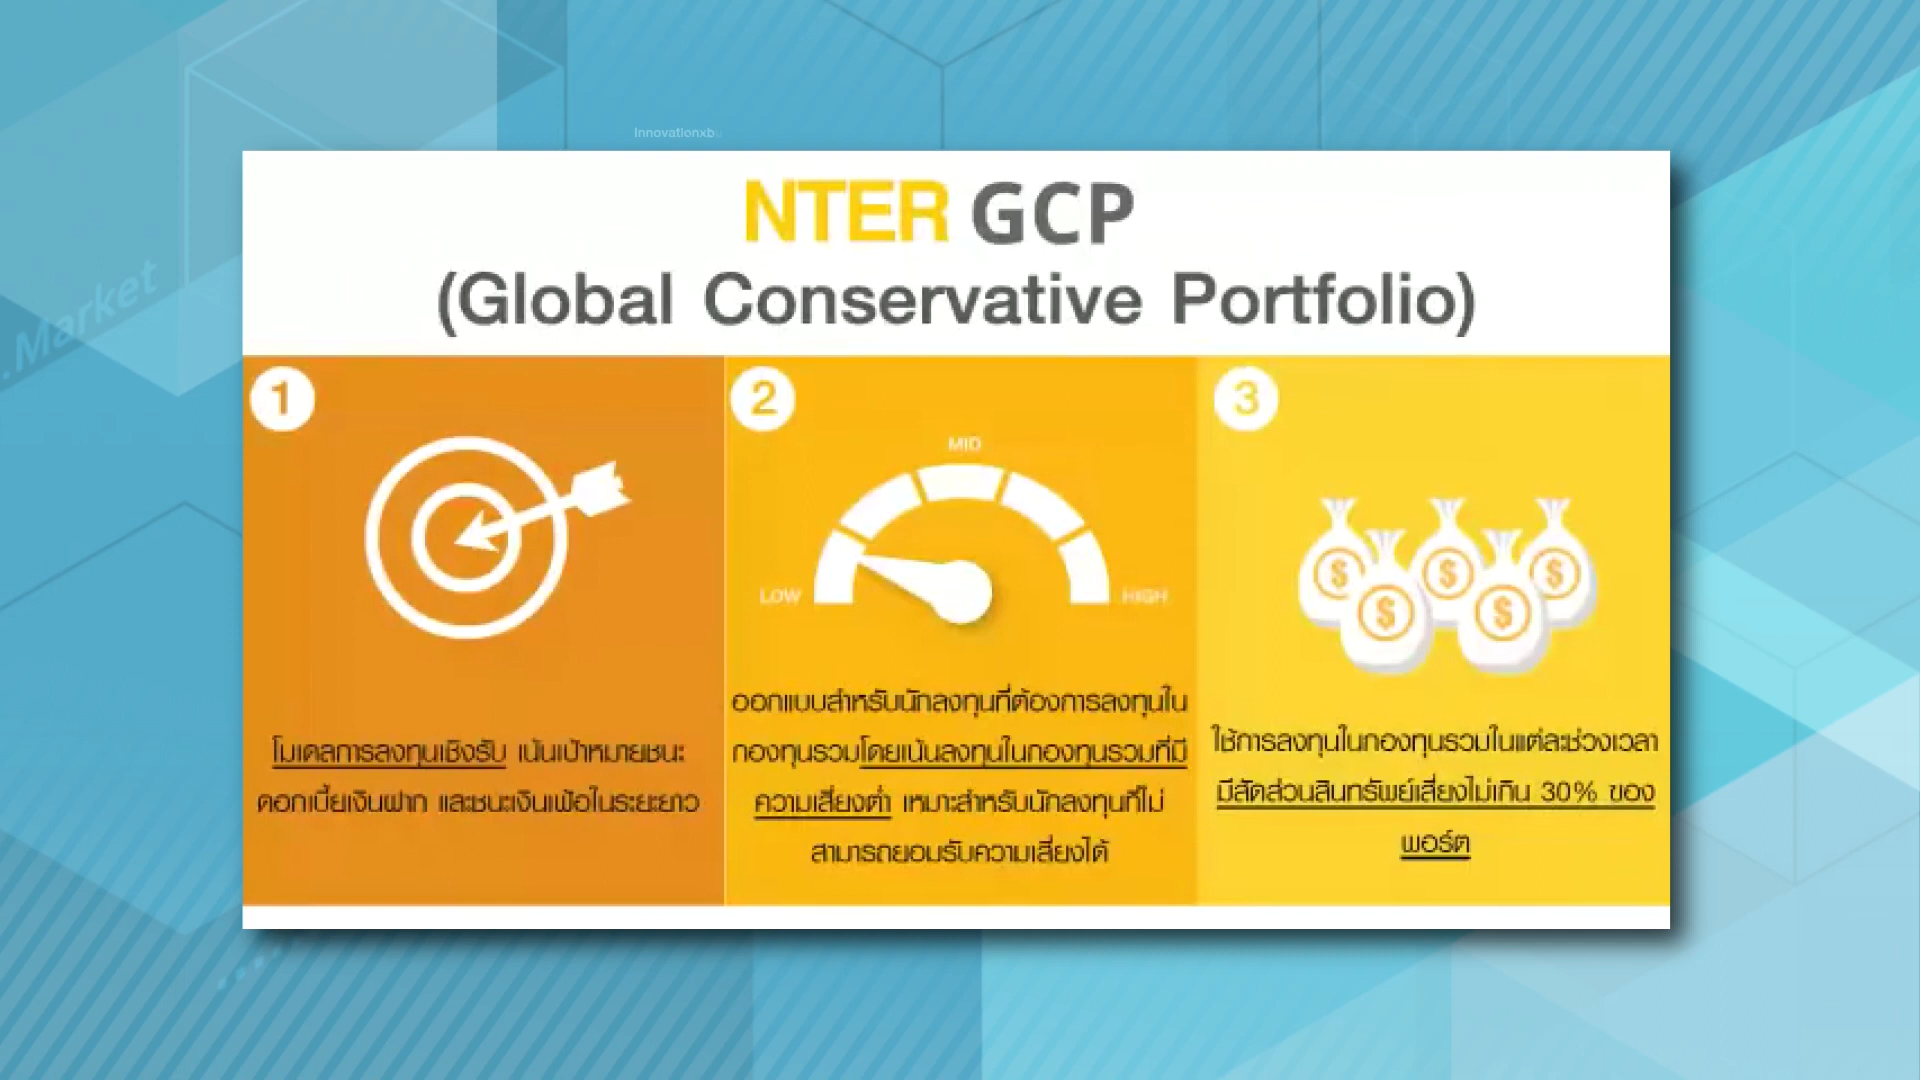 Innovationxb
.Market
NTER GCP
(Global Conservative Portfolio)
1
โมเดลการลงทุนเชิงรับ เน้นเป้าหมายชนะ
ดอกเบี้ยเงินฝาก และชนะเงินเฟ้อในระยะยาว
2
MID
LOW
HIGH
ออกแบบสำหรับนักลงทุนที่ต้องการลงทุนใน
กองทุนรวมโดยเน้นลงทุนในกองทุนรวมที่มี
ความเสี่ยงต่ำ เหมาะสำหรับนักลงทุนที่ไม่
สามารถยอมรับความเสี่ยงได้
3
$ $ $
$ $
ใช้การลงทุนในกองทุนรวมในแต่ละช่วงเวลา
มีสัดส่วนสินทรัพย์เสี่ยงไม่เกิน 30% ของ
พอร์ต